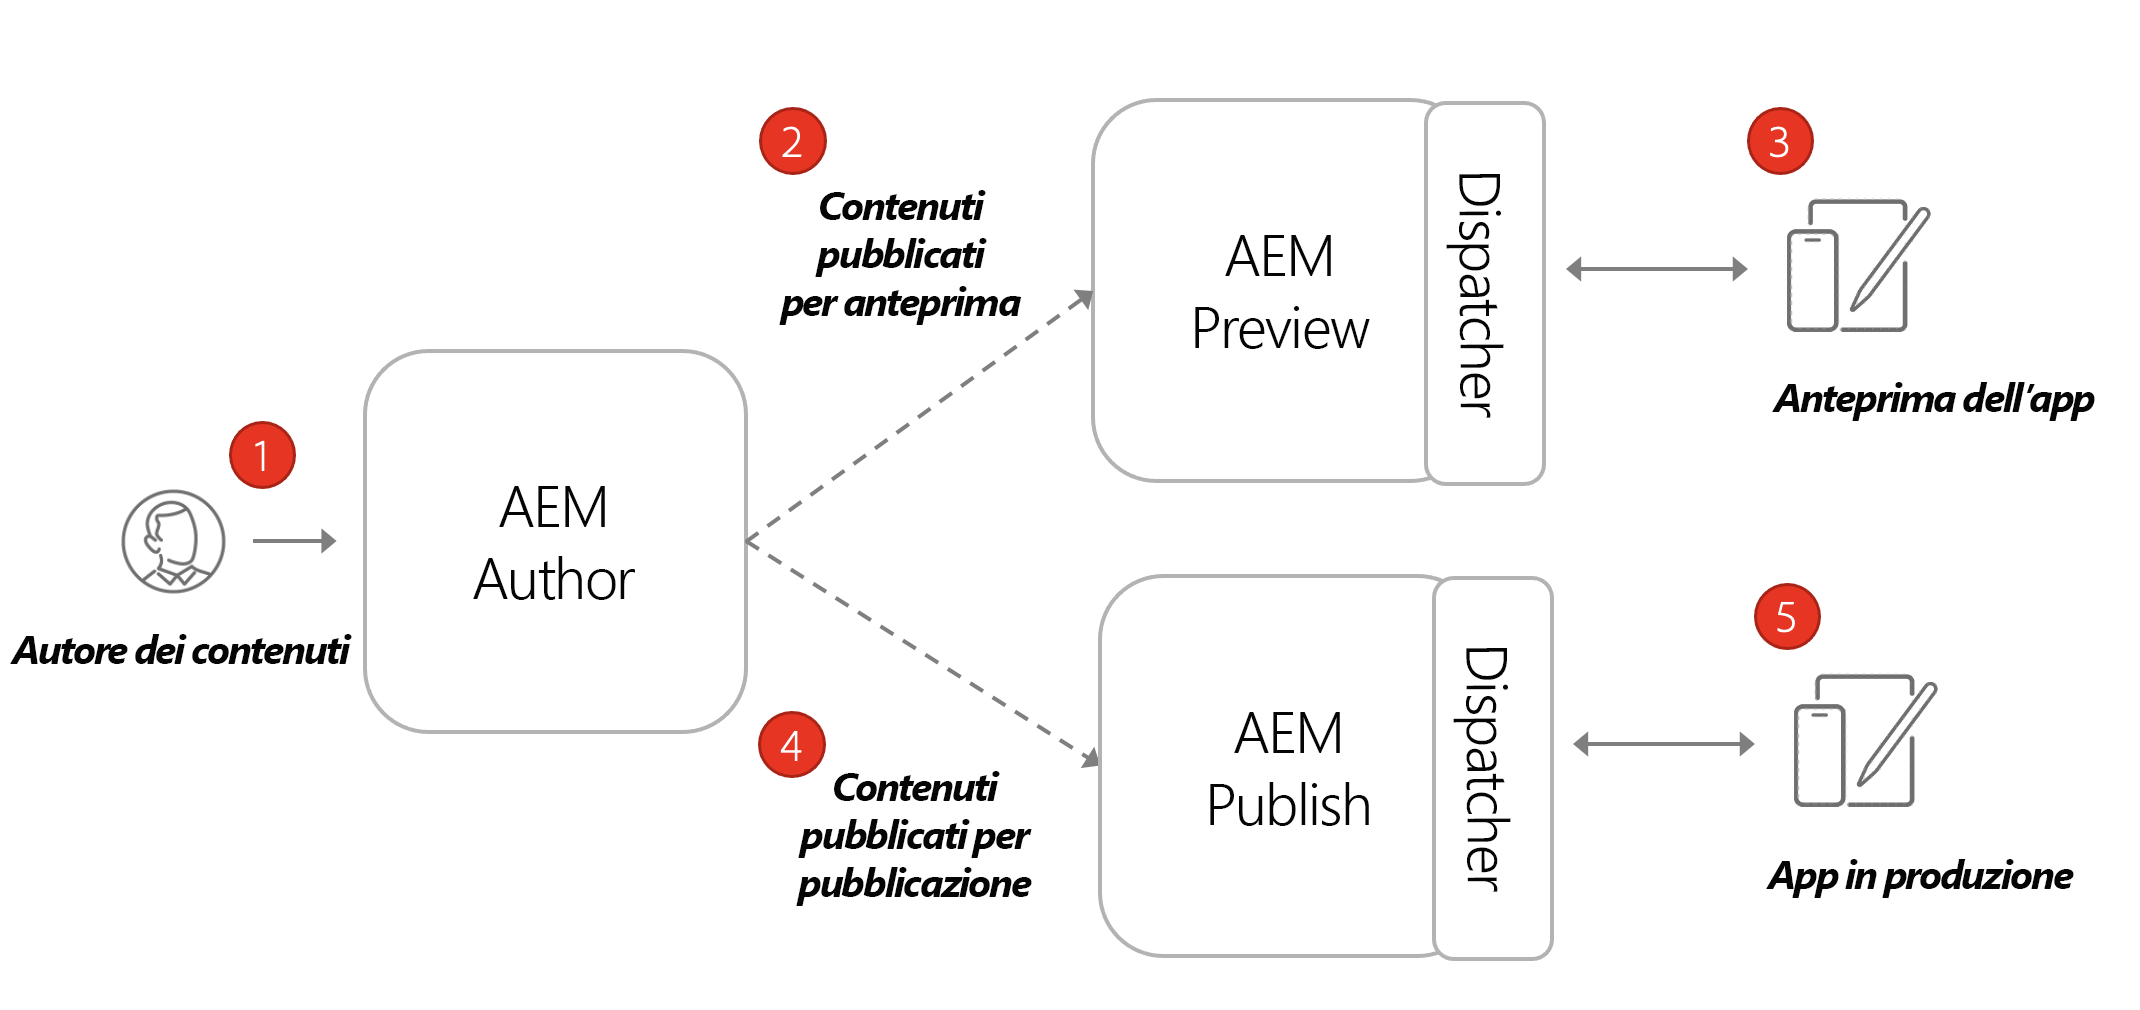 1
Autore dei contenuti
AEM
Author
2
Contenuti
pubblicati
per anteprima
AEM
Preview
Dispatcher
3
Anteprima dell'app
4
Contenuti
pubblicati per
pubblicazione
AEM
Publish
Dispatcher
5
App in produzione